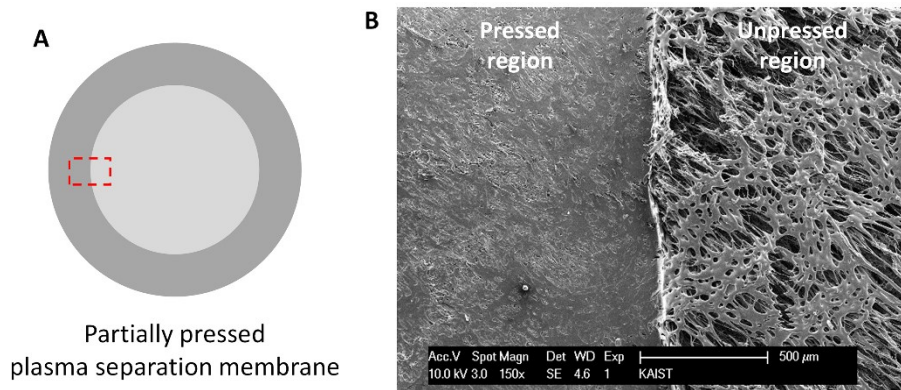 A
Partially pressed
plasma separation membrane
B
Pressed
region
Unpressed
region
Acc.V Spot Magn Det WD Exp
10.0 kV 3.0 150x SE 4.6 1 KAIST
500 μm